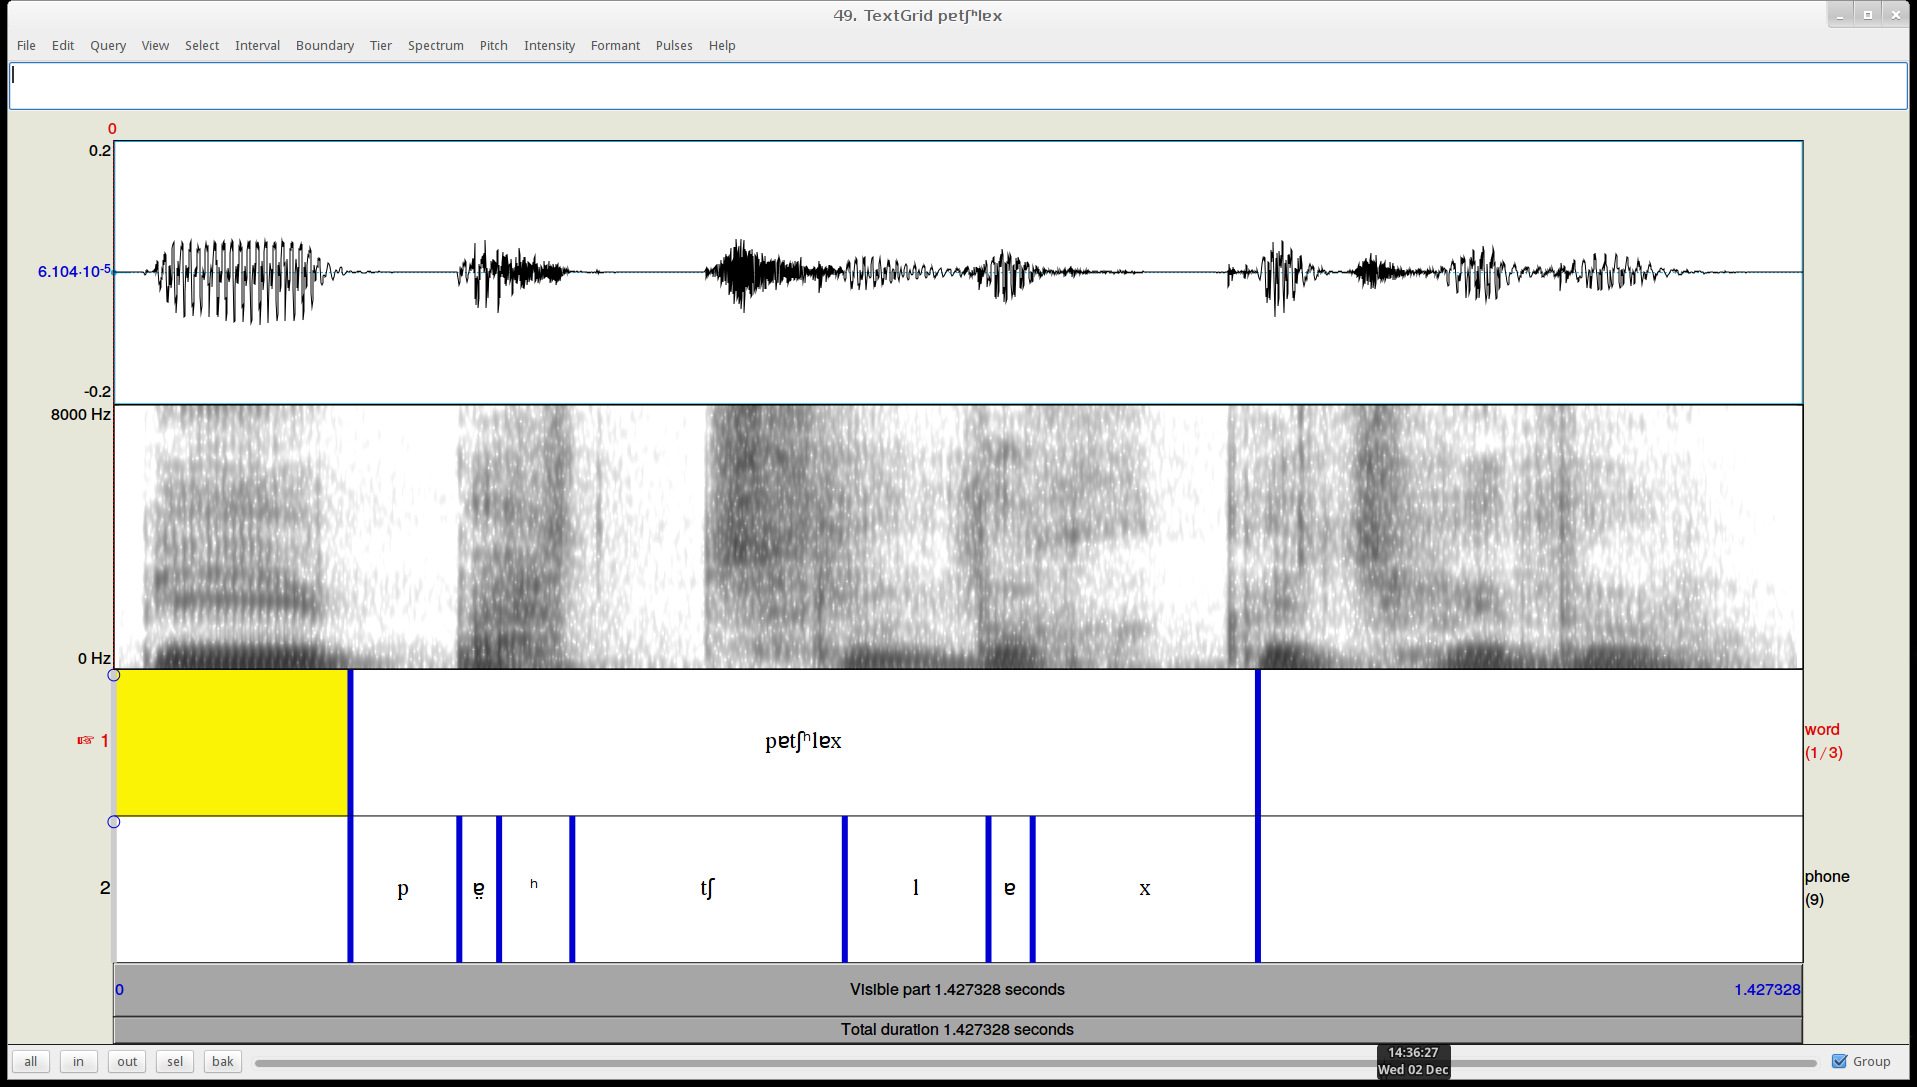 49. TextGrid pɐtʃʰlɐx
File Edit Query View Select Interval Boundary Tier Spectrum Pitch Intensity Formant Pulses Help
0
0.2
6.104·10-5
-0.2
8000 Hz
0 Hz
☞ 1
pɐtʃʰlɐx
word
(1/3)
2
p ɐ̤ ʰ tʃ l ɐ x
phone
(9)
0 Visible part 1.427328 seconds 1.427328
Total duration 1.427328 seconds
all in out sel bak
14:36:27
Wed 02 Dec
Group